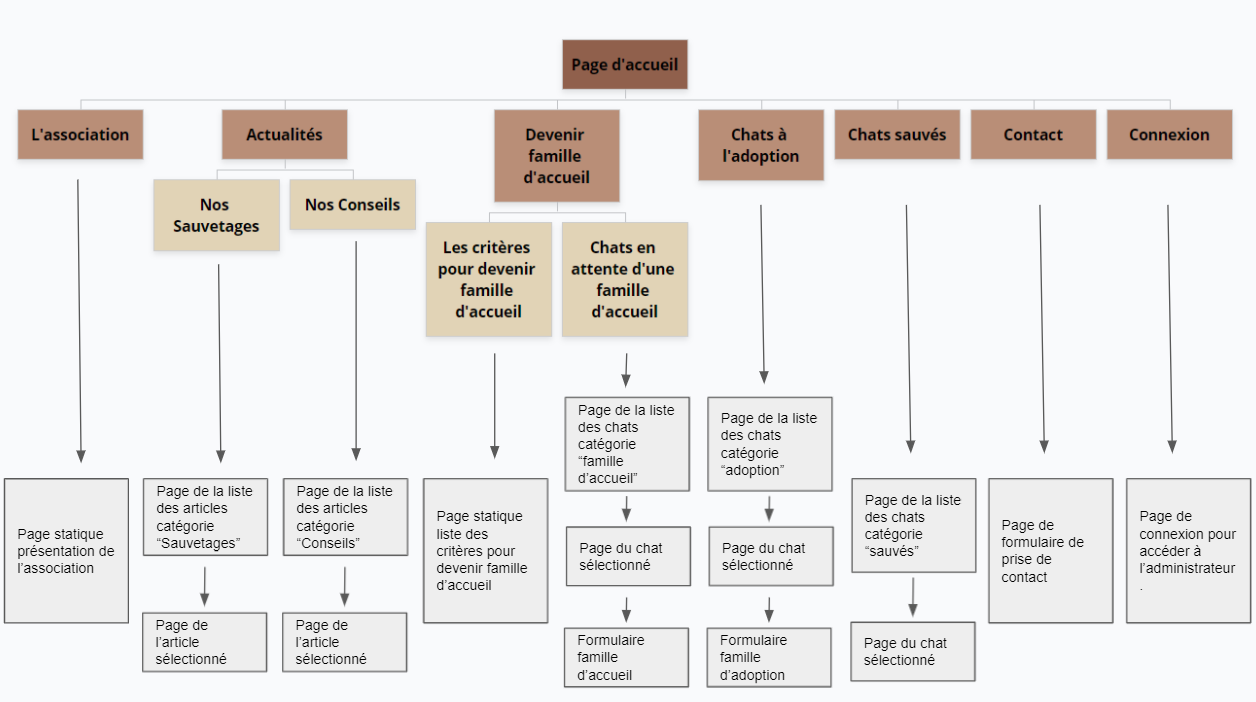 Page d'accueil
L'association
Actualités
Devenir
famille
d'accueil
Chats à
l'adoption
Chats sauvés
Contact
Connexion
Nos
Sauvetages
Nos Conseils
Les critères
pour devenir
famille
d'accueil
Chats en
attente d'une
famille
d'accueil
Page statique
présentation de
l'association
Page de la liste
des articles
catégorie
“Sauvetages”
Page de
l'article
sélectionné
Page de la liste
des articles
catégorie
“Conseils”
Page de
l'article
sélectionné
Page statique
liste des
critères pour
devenir famille
d'accueil
Page de la liste
des chats
catégorie
“famille
d'accueil”
Page du chat
sélectionné
Formulaire
famille
d'accueil
Page de la liste
des chats
catégorie
“adoption”
Page du chat
sélectionné
Formulaire
famille
d'adoption
Page de la liste
des chats
catégorie
“sauvés”
Page du chat
sélectionné
Page de
formulaire de
prise de
contact
Page de
connexion pour
accéder à
l'administrateur
.